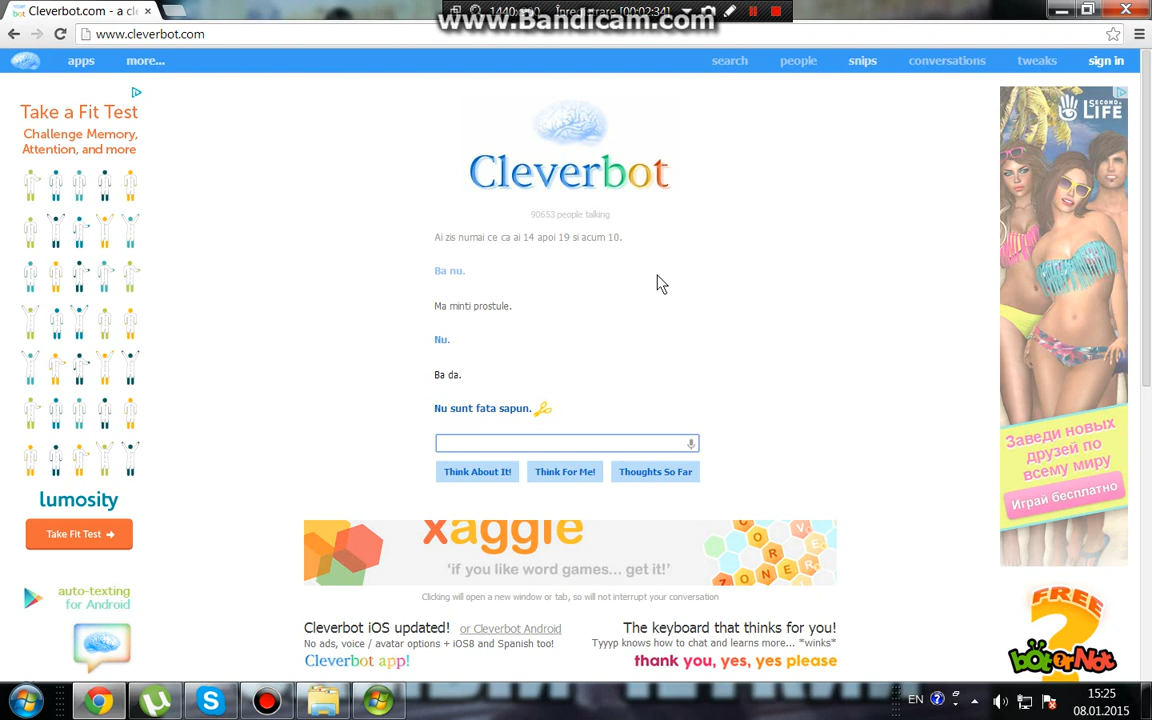 Cleverbot.com - a cl
www.Bandicam.com
www.cleverbot.com
apps
more...
search
people
snips
conversations
tweaks
sign in
Take a Fit Test
Challenge Memory,
Attention, and more
lumosity
Take Fit Test
auto-texting
for Android
Cleverbot
90653 people talking
Ai zis numai ce ca ai 14 apoi 19 si acum 10.
Ba nu.
Ma minti prostule.
Nu.
Ba da.
Nu sunt fata sapun.
Think About It!
Think For Me!
Thoughts So Far
xaggle
'if you like word games... get it!'
Clicking will open a new window or tab, so will not interrupt your conversation
Cleverbot iOS updated!
or Cleverbot Android
No ads, voice / avatar options + iOS8 and Spanish too!
Cleverbot app!
The keyboard that thinks for you!
Tyyyp knows how to chat and learns more... *winks*
thank you, yes, yes please
SECOND
LIFE
Заведи новых
друзей по
всему миру
Играй бесплатно
FREE
botorNot
EN
15:25
08.01.2015